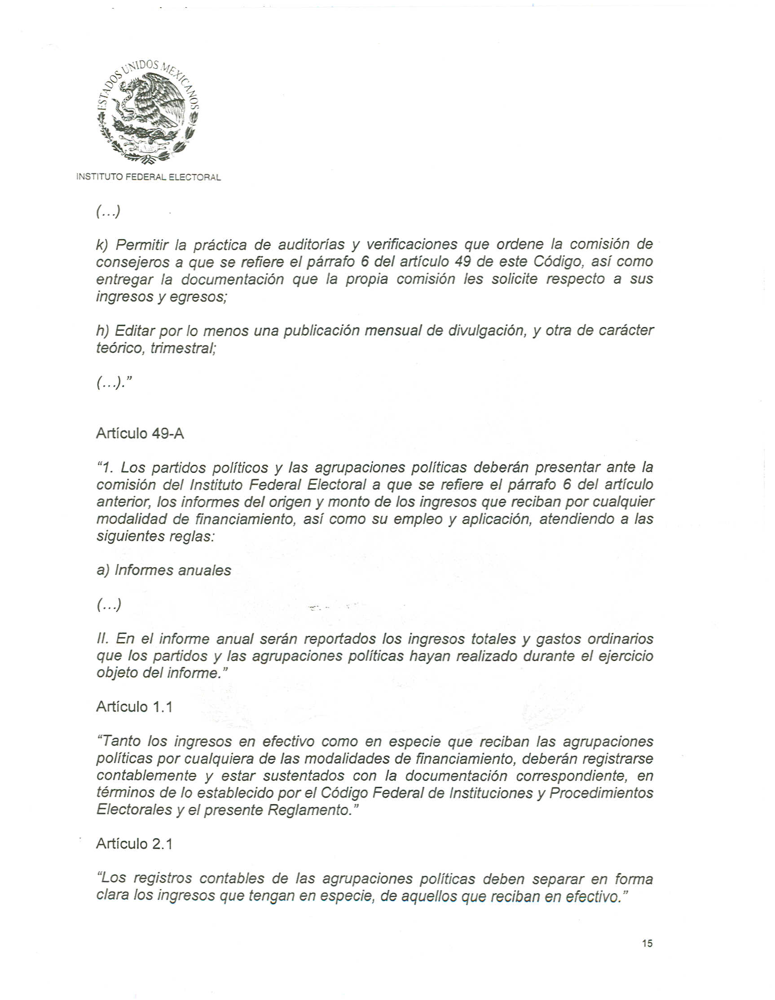 ESTADOS UNIDOS MEXICANOS
INSTITUTO FEDERAL ELECTORAL
(...)
k) Permitir la práctica de auditorías y verificaciones que ordene la comisión de
consejeros a que se refiere el párrafo 6 del artículo 49 de este Código, así como
entregar la documentación que la propia comisión les solicite respecto a sus
ingresos y egresos;
h) Editar por lo menos una publicación mensual de divulgación, y otra de carácter
teórico, trimestral;
(...).”
Artículo 49-A
“1. Los partidos políticos y las agrupaciones políticas deberán presentar ante la
comisión del Instituto Federal Electoral a que se refiere el párrafo 6 del artículo
anterior, los informes del origen y monto de los ingresos que reciban por cualquier
modalidad de financiamiento, así como su empleo y aplicación, atendiendo a las
siguientes reglas:
a) Informes anuales
(...)
II. En el informe anual serán reportados los ingresos totales y gastos ordinarios
que los partidos y las agrupaciones políticas hayan realizado durante el ejercicio
objeto del informe.”
Artículo 1.1
“Tanto los ingresos en efectivo como en especie que reciban las agrupaciones
políticas por cualquiera de las modalidades de financiamiento, deberán registrarse
contablemente y estar sustentados con la documentación correspondiente, en
términos de lo establecido por el Código Federal de Instituciones y Procedimientos
Electorales y el presente Reglamento.”
Artículo 2.1
“Los registros contables de las agrupaciones políticas deben separar en forma
clara los ingresos que tengan en especie, de aquellos que reciban en efectivo.”
15